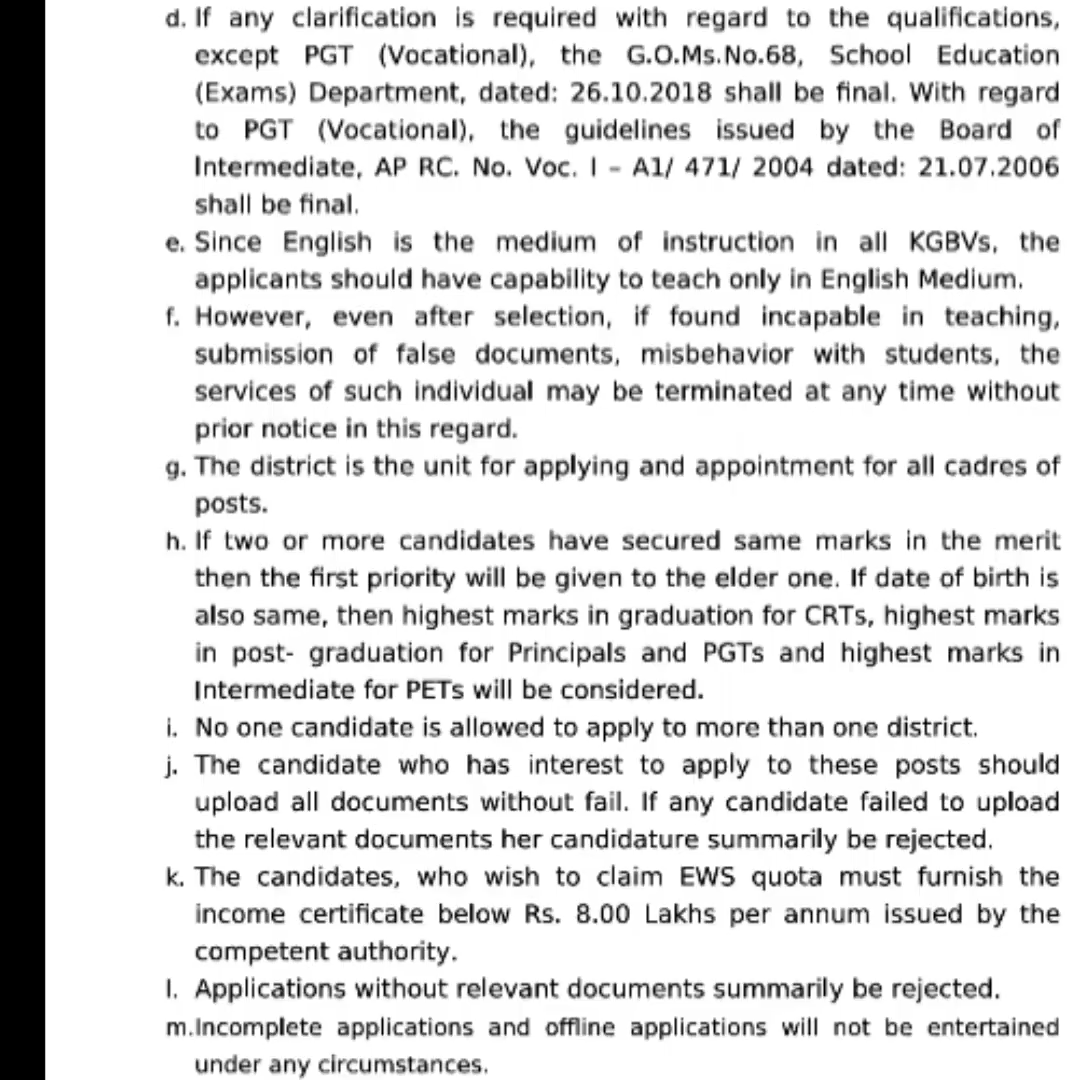 d. If any clarification is required with regard to the qualifications,
except PGT (Vocational), the G.O.Ms.No.68, School Education
(Exams) Department, dated: 26.10.2018 shall be final. With regard
to PGT (Vocational), the guidelines issued by the Board of
Intermediate, AP RC. No. Voc. I – A1/ 471/ 2004 dated: 21.07.2006
shall be final.
e. Since English is the medium of instruction in all KGBVs, the
applicants should have capability to teach only in English Medium.
f. However, even after selection, if found incapable in teaching,
submission of false documents, misbehavior with students, the
services of such individual may be terminated at any time without
prior notice in this regard.
g. The district is the unit for applying and appointment for all cadres of
posts.
h. If two or more candidates have secured same marks in the merit
then the first priority will be given to the elder one. If date of birth is
also same, then highest marks in graduation for CRTs, highest marks
in post- graduation for Principals and PGTs and highest marks in
Intermediate for PETs will be considered.
i. No one candidate is allowed to apply to more than one district.
j. The candidate who has interest to apply to these posts should
upload all documents without fail. If any candidate failed to upload
the relevant documents her candidature summarily be rejected.
k. The candidates, who wish to claim EWS quota must furnish the
income certificate below Rs. 8.00 Lakhs per annum issued by the
competent authority.
l. Applications without relevant documents summarily be rejected.
m.Incomplete applications and offline applications will not be entertained
under any circumstances.